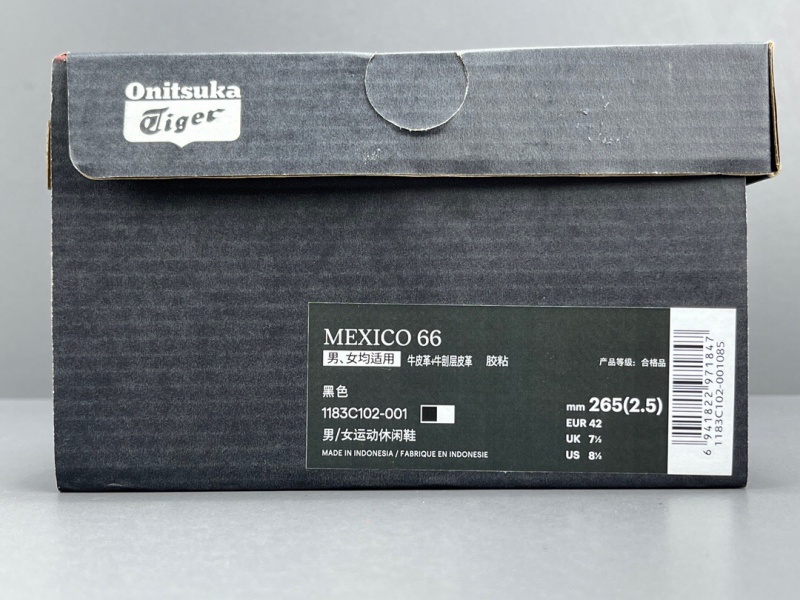 Onitsuka
Tiger
MEXICO 66
男、女均适用 牛皮革+牛剖层皮革 胶粘
产品等级：合格品
黑色
1183C102-001
男/女运动休闲鞋
MADE IN INDONESIA / FABRIQUE EN INDONESIE
mm 265(2.5)
EUR 42
UK 7½
US 8½
6 941822 971847
1183C102-001085